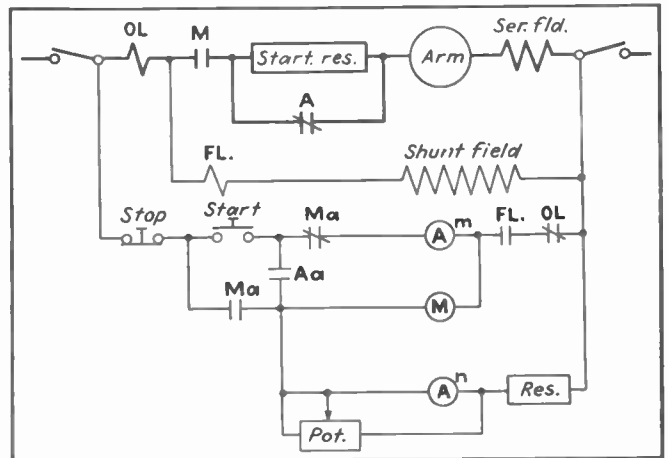 OL
M
Start. res.
Arm
Ser. fld.
A
FL.
Shunt field
Stop
Start
Ma
A m
FL.
OL
Aa
Ma
M
A n
Pot.
Res.